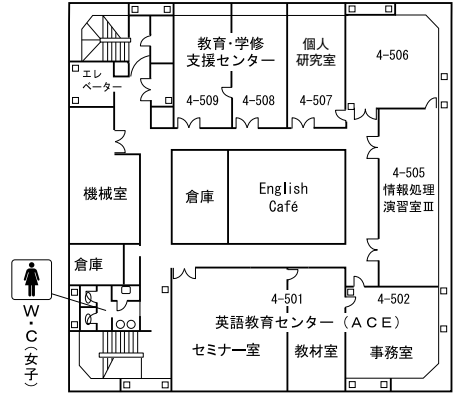 教育・学修
支援センター
個人
研究室
4-506
エレ
ベーター
4-509
4-508
4-507
4-505
情報処理
演習室Ⅲ
機械室
倉庫
English
Café
倉庫
W・C(女子)
4-501
4-502
英語教育センター(ACE)
セミナー室
教材室
事務室